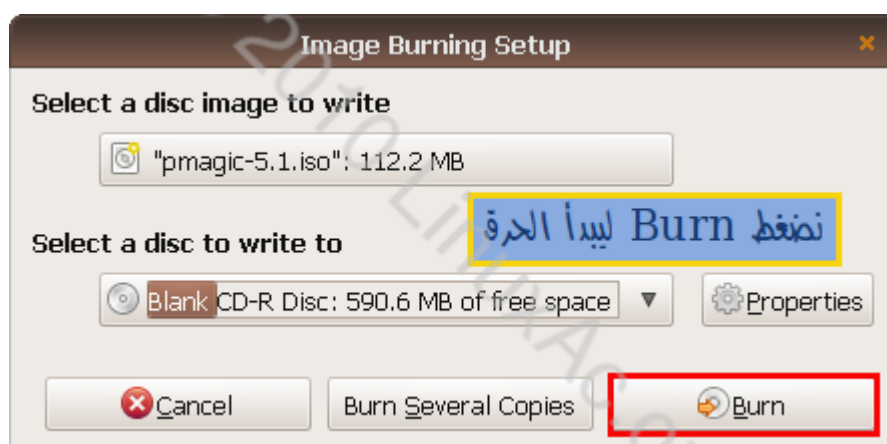 Image Burning Setup
Select a disc image to write
"pmagic-5.1.iso": 112.2 MB
نضغط Burn ليبدأ الحرق
Select a disc to write to
Blank CD-R Disc: 590.6 MB of free space
Properties
Cancel
Burn Several Copies
Burn
2010 LinuxAc.o